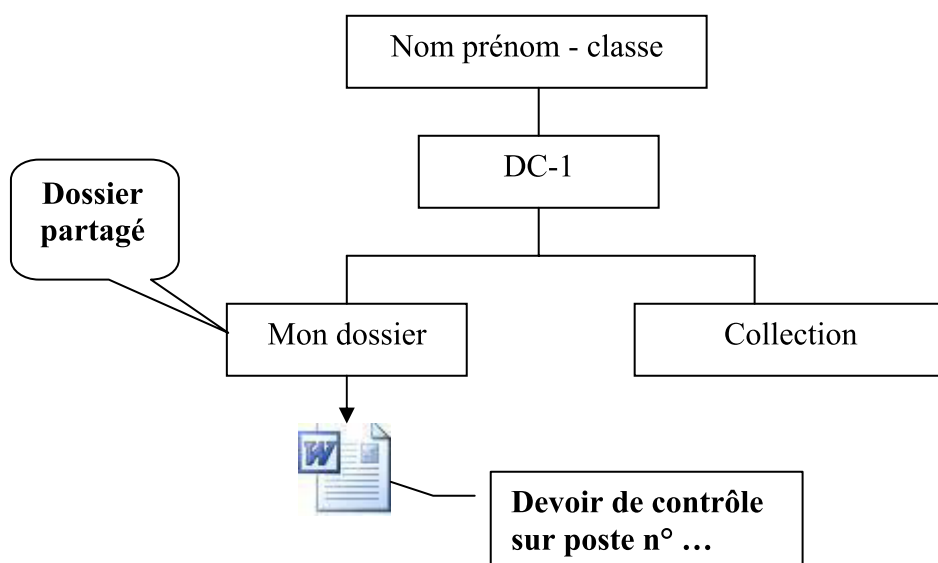 Nom prénom - classe
DC-1
Dossier
partagé
Mon dossier
Collection
W
Devoir de contrôle
sur poste n° …